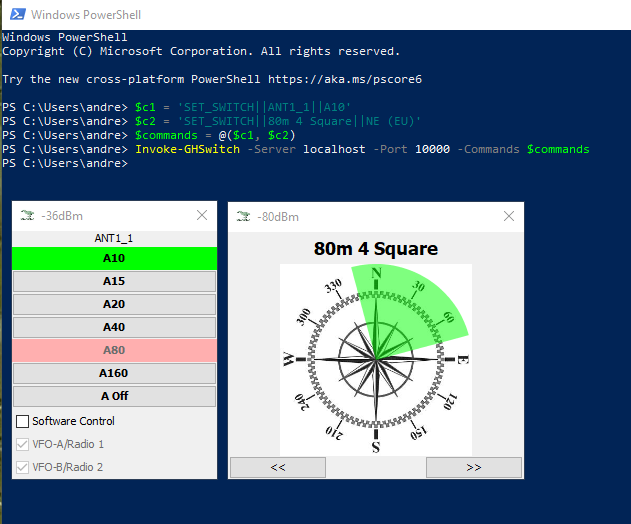 Windows PowerShell
Windows PowerShell
Copyright (C) Microsoft Corporation. All rights reserved.
Try the new cross-platform PowerShell https://aka.ms/pscore6
PS C:\Users\andre> $c1 = 'SET_SWITCH||ANT1_1||A10'
PS C:\Users\andre> $c2 = 'SET_SWITCH||80m 4 Square||NE (EU)'
PS C:\Users\andre> $commands = @($c1, $c2)
PS C:\Users\andre> Invoke-GHSwitch -Server localhost -Port 10000 -Commands $commands
PS C:\Users\andre>
-36dBm
ANT1_1
A10
A15
A20
A40
A80
A160
A Off
Software Control
VFO-A/Radio 1
VFO-B/Radio 2
-80dBm
80m 4 Square
N
30
60
E
120
150
S
210
240
W
300
330
<<
>>